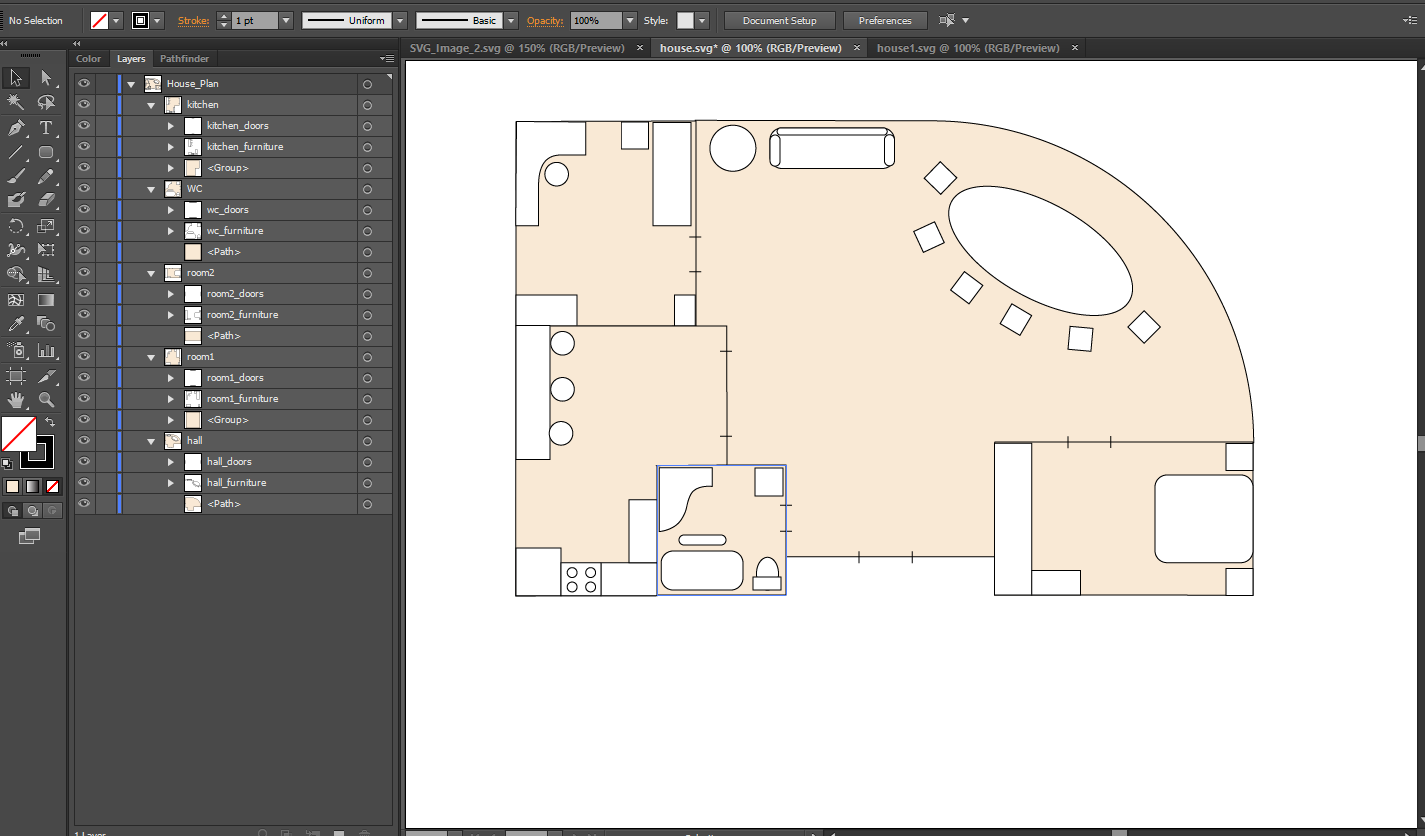 No Selection Stroke: 1 pt Uniform Basic Opacity: 100% Style: Document Setup Preferences
SVG_Image_2.svg @ 150% (RGB/Preview) × house.svg* @ 100% (RGB/Preview) × house1.svg @ 100% (RGB/Preview) ×
Color Layers Pathfinder
House_Plan
kitchen
kitchen_doors
kitchen_furniture
<Group>
WC
wc_doors
wc_furniture
<Path>
room2
room2_doors
room2_furniture
<Path>
room1
room1_doors
room1_furniture
<Group>
hall
hall_doors
hall_furniture
<Path>
1 Layer